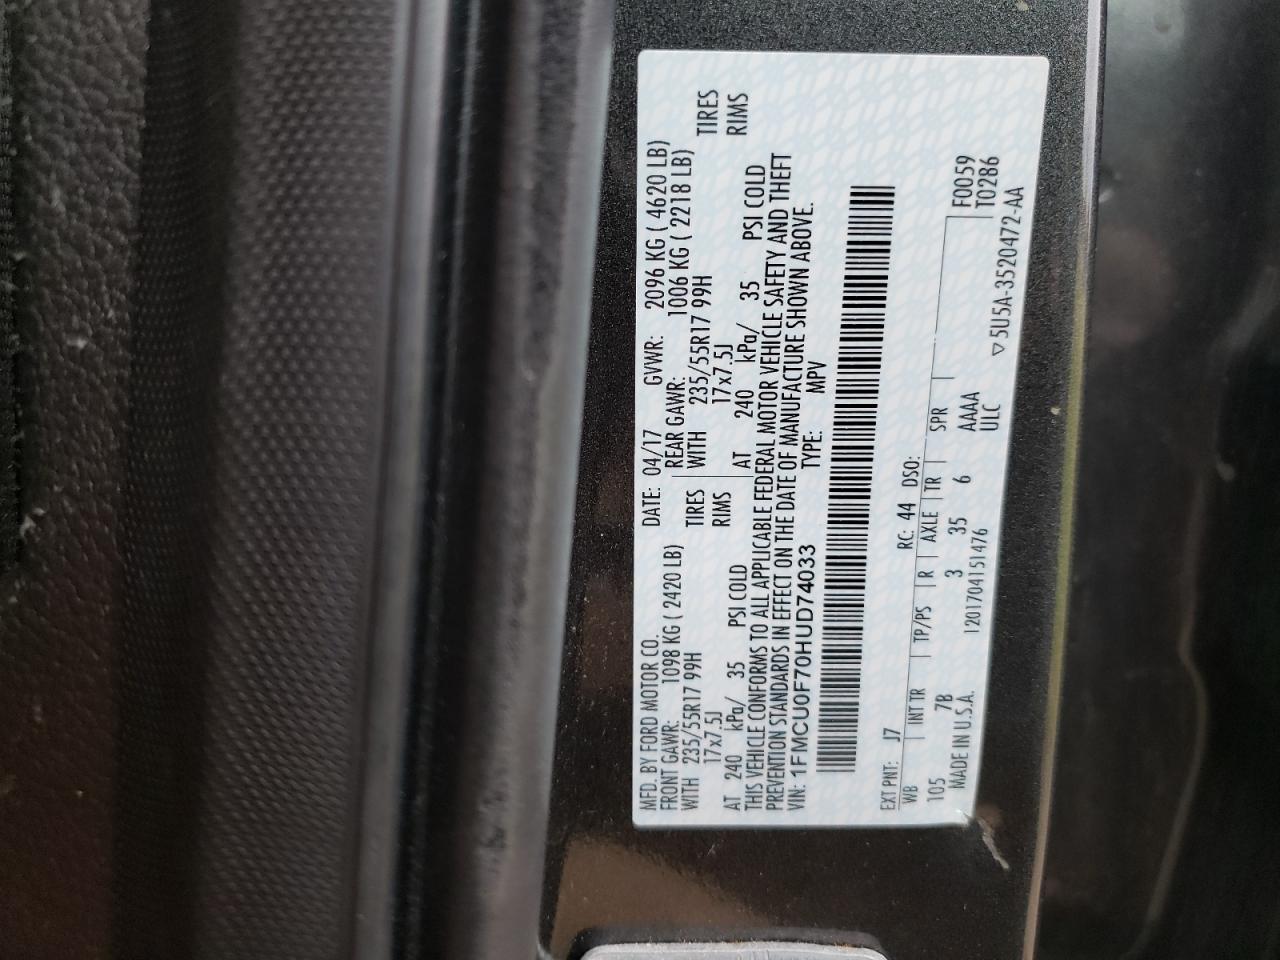 MFD. BY FORD MOTOR CO. DATE: 04/17 GVWR: 2096 KG ( 4620 LB)
FRONT GAWR: 1098 KG ( 2420 LB) REAR GAWR: 1006 KG ( 2218 LB)
WITH 235/55R17 99H TIRES WITH 235/55R17 99H TIRES
17x7.5J RIMS 17x7.5J RIMS
AT 240 kPa/ 35 PSI COLD AT 240 kPa/ 35 PSI COLD
THIS VEHICLE CONFORMS TO ALL APPLICABLE FEDERAL MOTOR VEHICLE SAFETY AND THEFT
PREVENTION STANDARDS IN EFFECT ON THE DATE OF MANUFACTURE SHOWN ABOVE.
VIN: 1FMCU0F70HUD74033 TYPE: MPV
EXT PNT: J7 RC: 44 DSO: F0059
WB INT TR TP/PS R AXLE TR SPR T0286
105 7B 3 35 6 AAAA
ULC
MADE IN U.S.A. 1201704151476 ▽5U5A-3520472-AA